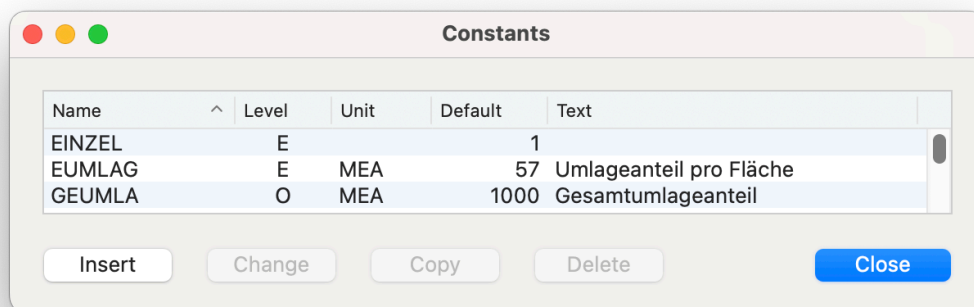 Constants
Name Level Unit Default Text
EINZEL E 1
EUMLAG E MEA 57 Umlageanteil pro Fläche
GEUMLA O MEA 1000 Gesamtumlageanteil
Insert Change Copy Delete Close